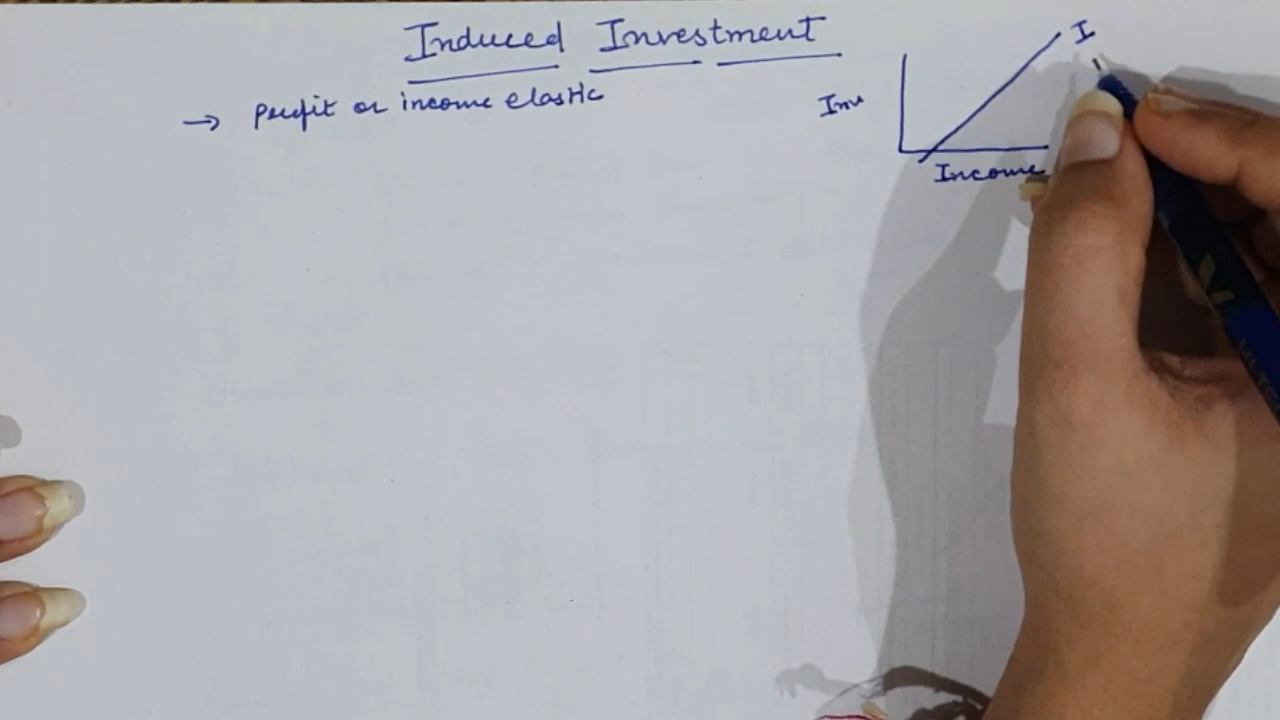 Induced Investment
I
→ Profit or income elastic
Inv
Income